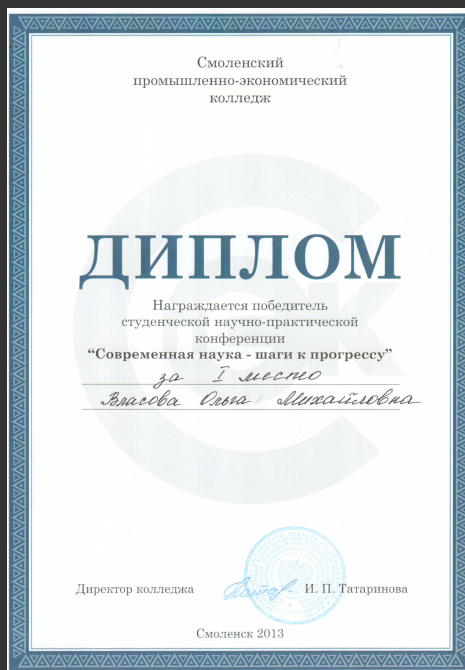 Смоленский
промышленно-экономический
колледж
ДИПЛОМ
Награждается победитель
студенческой научно-практической
конференции
“Современная наука - шаги к прогрессу”
за I место
Власова Ольга Михайловна
Директор колледжа И. П. Татаринова
Смоленск 2013